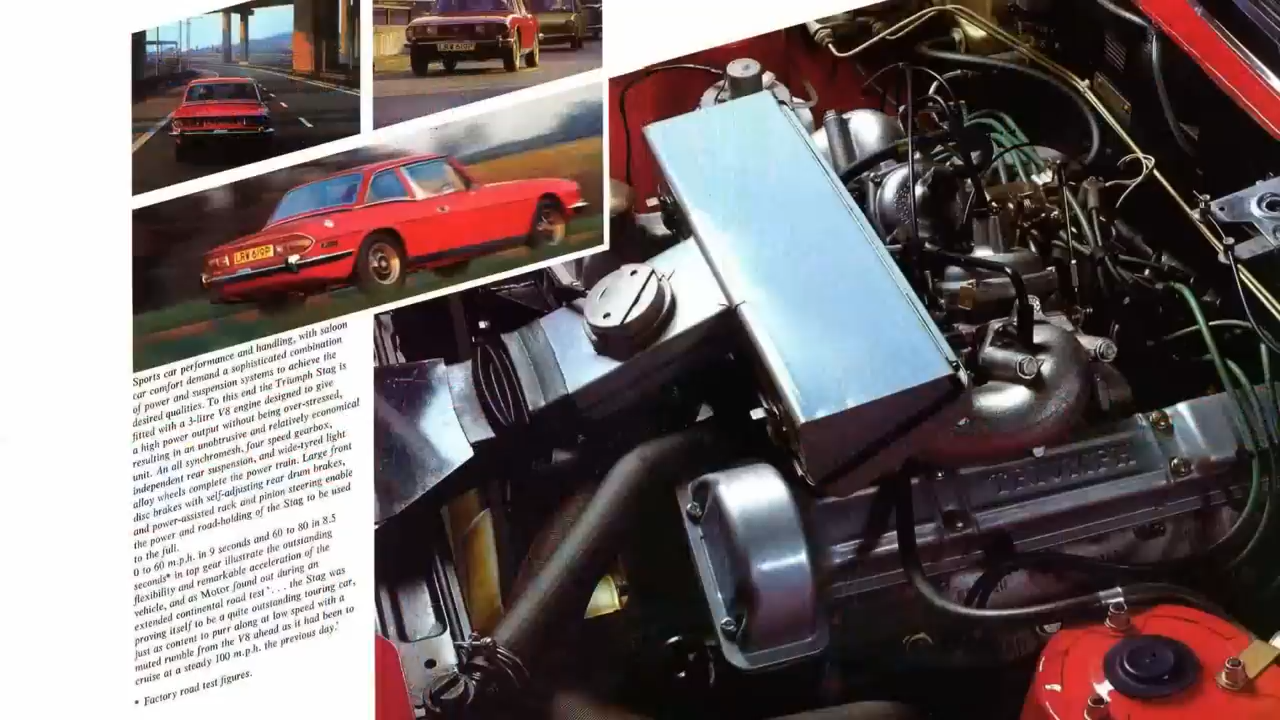 LRW 619P
LRW 619P
TRIUMPH
Sports car performance and handling, with saloon
car comfort demand a sophisticated combination
of power and suspension systems to achieve the
desired qualities. To this end the Triumph Stag is
fitted with a 3-litre V8 engine designed to give
a high power output without being over-stressed,
resulting in an unobtrusive and relatively economical
unit. An all synchromesh, four speed gearbox,
independent rear suspension, and wide-tyred light
alloy wheels complete the power train. Large front
disc brakes with self-adjusting rear drum brakes,
and power-assisted rack and pinion steering enable
the power and road-holding of the Stag to be used
to the full.
0 to 60 m.p.h. in 9 seconds and 60 to 80 in 8.5
seconds* in top gear illustrate the outstanding
flexibility and remarkable acceleration of the
vehicle, and as Motor found out during an
extended continental road test '. . . the Stag was
proving itself to be a quite outstanding touring car,
just as content to purr along at low speed with a
muted rumble from the V8 ahead as it had been to
cruise at a steady 100 m.p.h. the previous day.'
* Factory road test figures.